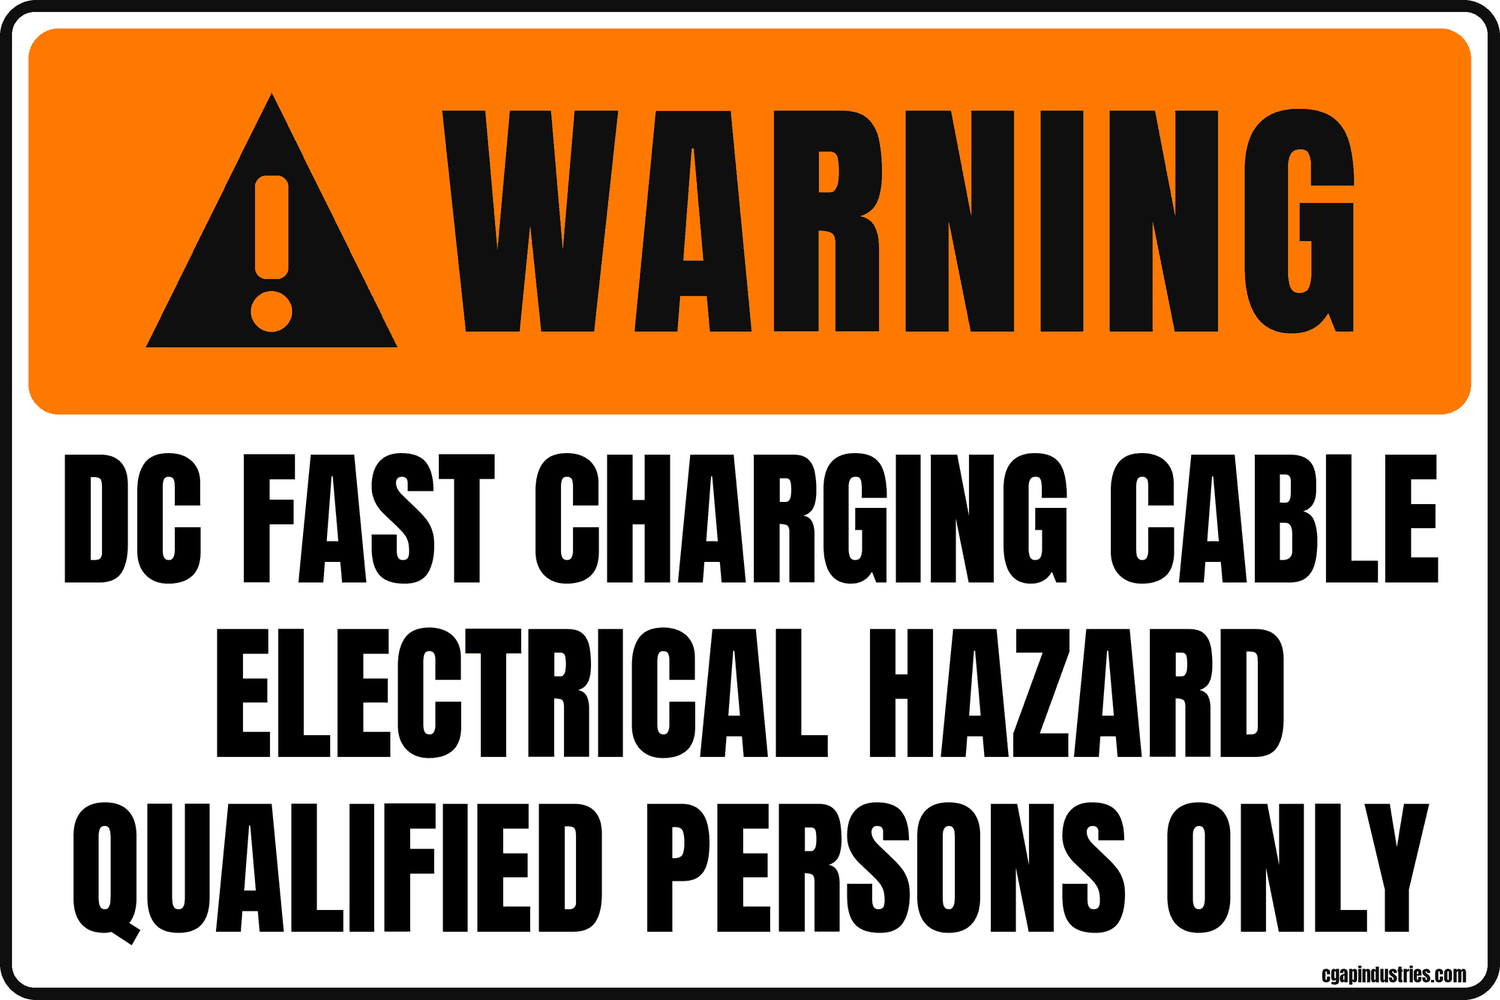 WARNING
DC FAST CHARGING CABLE
ELECTRICAL HAZARD
QUALIFIED PERSONS ONLY
cgapindustries.com